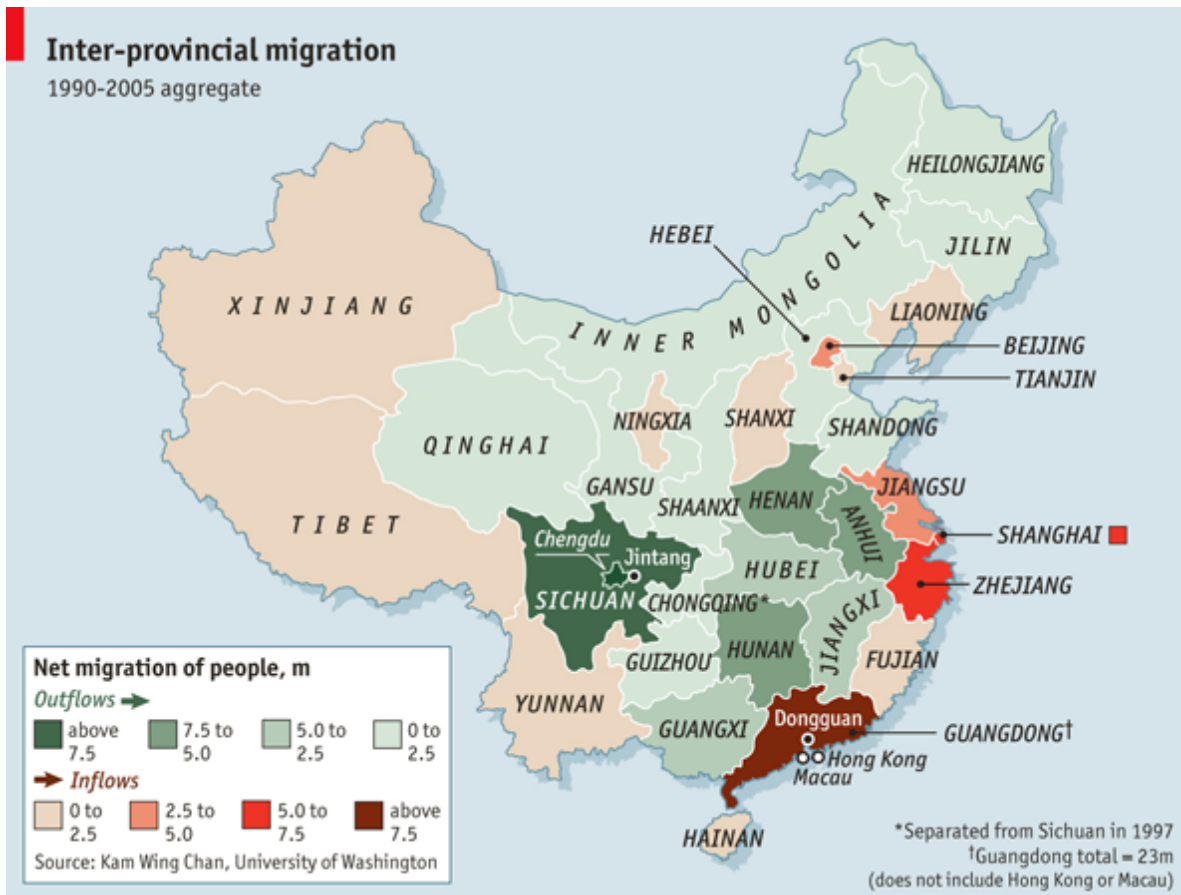 Inter-provincial migration
1990-2005 aggregate
HEILONGJIANG
HEBEI
JILIN
INNER MONGOLIA
XINJIANG
LIAONING
BEIJING
TIANJIN
NINGXIA
SHANXI
SHANDONG
QINGHAI
GANSU
SHAANXI
HENAN
JIANGSU
ANHUI
TIBET
SHANGHAI
Chengdu
Jintang
HUBEI
ZHEJIANG
SICHUAN
CHONGQING*
JIANGXI
HUNAN
GUIZHOU
FUJIAN
YUNNAN
GUANGXI
Dongguan
GUANGDONG†
Hong Kong
Macau
HAINAN
Net migration of people, m
Outflows
above 7.5
7.5 to 5.0
5.0 to 2.5
0 to 2.5
Inflows
0 to 2.5
2.5 to 5.0
5.0 to 7.5
above 7.5
Source: Kam Wing Chan, University of Washington
*Separated from Sichuan in 1997
†Guangdong total = 23m
(does not include Hong Kong or Macau)